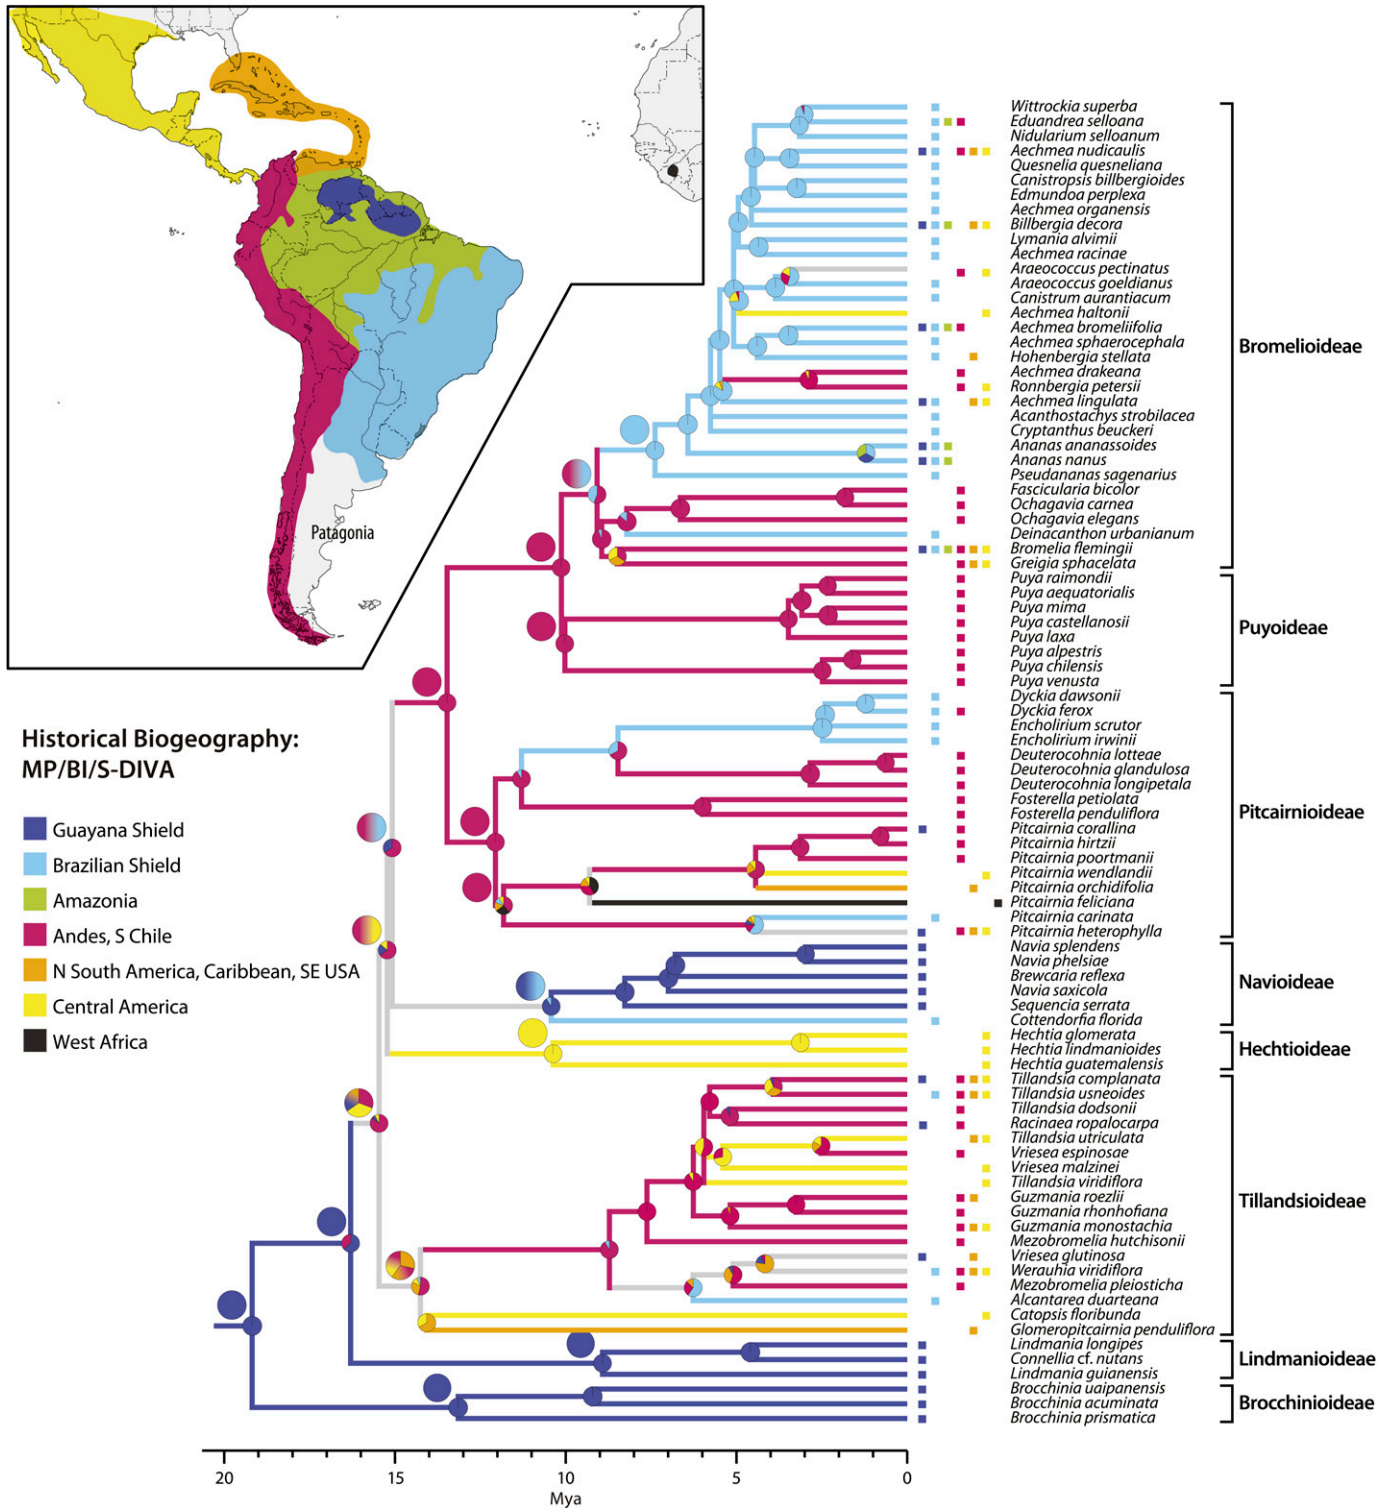 Patagonia
Historical Biogeography:
MP/BI/S-DIVA
Guayana Shield
Brazilian Shield
Amazonia
Andes, S Chile
N South America, Caribbean, SE USA
Central America
West Africa
Wittrockia superba
Eduandrea selloana
Nidularium selloanum
Aechmea nudicaulis
Quesnelia quesneliana
Canistropsis billbergioides
Edmundoa perplexa
Aechmea organensis
Billbergia decora
Lymania alvimii
Aechmea racinae
Araeococcus pectinatus
Araeococcus goeldianus
Canistrum aurantiacum
Aechmea haltonii
Aechmea bromeliifolia
Aechmea sphaerocephala
Hohenbergia stellata
Aechmea drakeana
Ronnbergia petersii
Aechmea lingulata
Acanthostachys strobilacea
Cryptanthus beuckeri
Ananas ananassoides
Ananas nanus
Pseudananas sagenarius
Fascicularia bicolor
Ochagavia carnea
Ochagavia elegans
Deinacanthon urbanianum
Bromelia flemingii
Greigia sphacelata
Bromelioideae
Puya raimondii
Puya aequatorialis
Puya mima
Puya castellanosii
Puya laxa
Puya alpestris
Puya chilensis
Puya venusta
Puyoideae
Dyckia dawsonii
Dyckia ferox
Encholirium scrutor
Encholirium irwinii
Deuterocohnia lotteae
Deuterocohnia glandulosa
Deuterocohnia longipetala
Fosterella petiolata
Fosterella penduliflora
Pitcairnia corallina
Pitcairnia hirtzii
Pitcairnia poortmanii
Pitcairnia wendlandii
Pitcairnia orchidifolia
Pitcairnia feliciana
Pitcairnia carinata
Pitcairnia heterophylla
Pitcairnioideae
Navia splendens
Navia phelsiae
Brewcaria reflexa
Navia saxicola
Sequencia serrata
Cottendorfia florida
Navioideae
Hechtia glomerata
Hechtia lindmanioides
Hechtia guatemalensis
Hechtioideae
Tillandsia complanata
Tillandsia usneoides
Tillandsia dodsonii
Racinaea ropalocarpa
Tillandsia utriculata
Vriesea espinosae
Vriesea malzinei
Tillandsia viridiflora
Guzmania roezlii
Guzmania rhonhofiana
Guzmania monostachia
Mezobromelia hutchisonii
Vriesea glutinosa
Werauhia viridiflora
Mezobromelia pleiosticha
Alcantarea duarteana
Catopsis floribunda
Glomeropitcairnia penduliflora
Tillandsioideae
Lindmania longipes
Connellia cf. nutans
Lindmania guianensis
Lindmanioideae
Brocchinia uaipanensis
Brocchinia acuminata
Brocchinia prismatica
Brocchinioideae
20 15 10 5 0
Mya